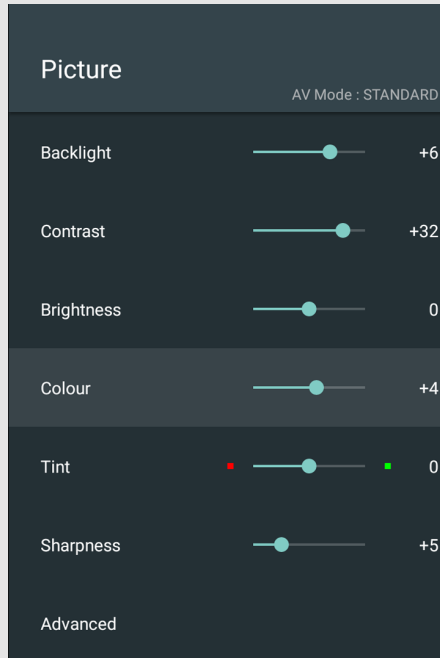 Picture
AV Mode : STANDARD
Backlight +6
Contrast +32
Brightness 0
Colour +4
Tint 0
Sharpness +5
Advanced